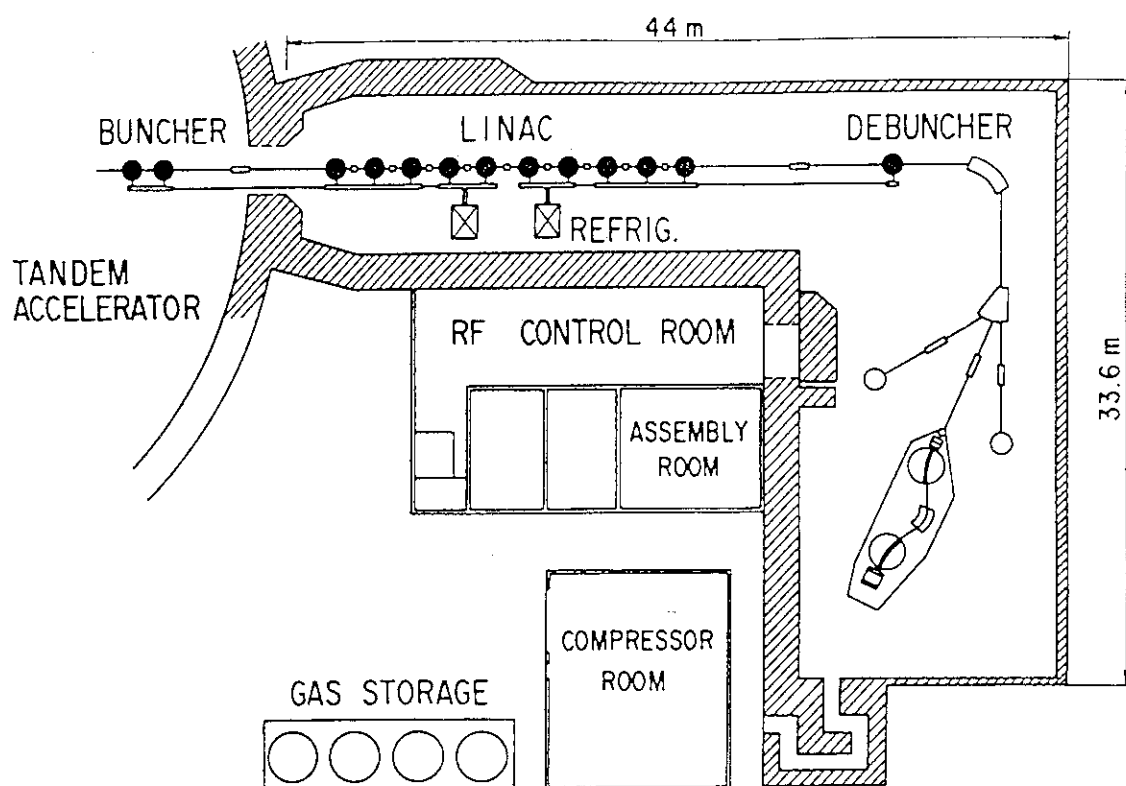 44 m
BUNCHER
LINAC
DEBUNCHER
REFRIG.
TANDEM
ACCELERATOR
RF CONTROL ROOM
33.6 m
ASSEMBLY
ROOM
COMPRESSOR
ROOM
GAS STORAGE